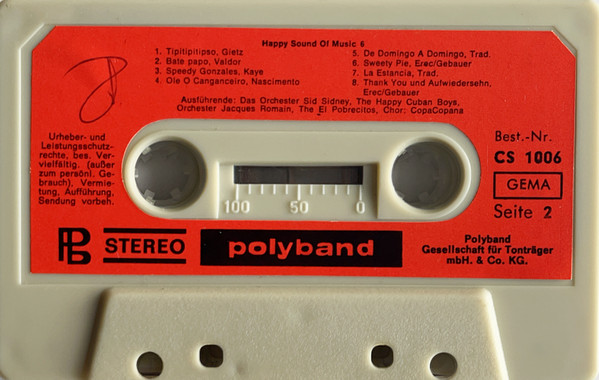 Happy Sound Of Music 6
1. Tipitipitipso, Gietz
2. Bate papo, Valdor
3. Speedy Gonzales, Kaye
4. Ole O Canganceiro, Nascimento
5. De Domingo A Domingo, Trad.
6. Sweety Pie, Erec/Gebauer
7. La Estancia, Trad.
8. Thank You und Aufwiedersehn,
Erec/Gebauer
Ausführende: Das Orchester Sid Sidney, The Happy Cuban Boys,
Orchester Jacques Romain, The El Pobrecitos, Chor: CopaCopana
Urheber- und
Leistungsschutz-
rechte, bes. Ver-
vielfältig. (außer
zum persönl. Ge-
brauch), Vermie-
tung, Aufführung,
Sendung vorbeh.
Best.-Nr.
CS 1006
GEMA
Seite 2
100 50 0
PB STEREO
polyband
Polyband
Gesellschaft für Tonträger
mbH. & Co. KG.